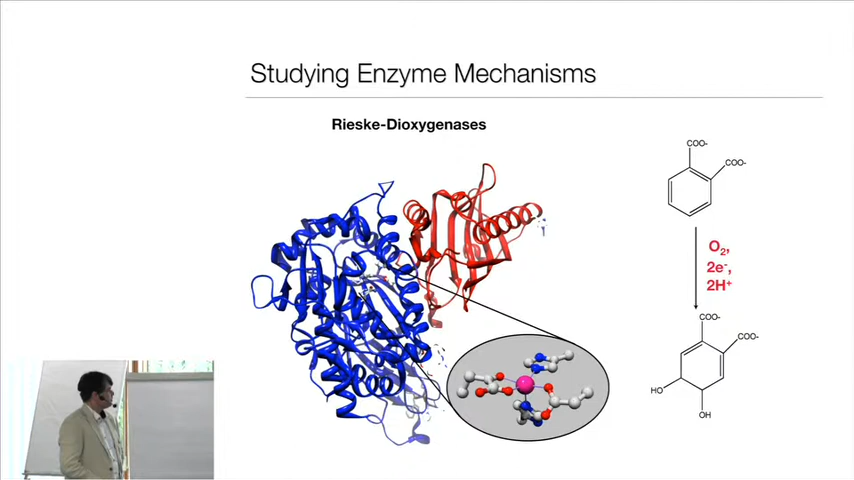 Studying Enzyme Mechanisms
Rieske-Dioxygenases
COO-
COO-
O₂,
2e⁻,
2H⁺
COO-
COO-
HO
OH